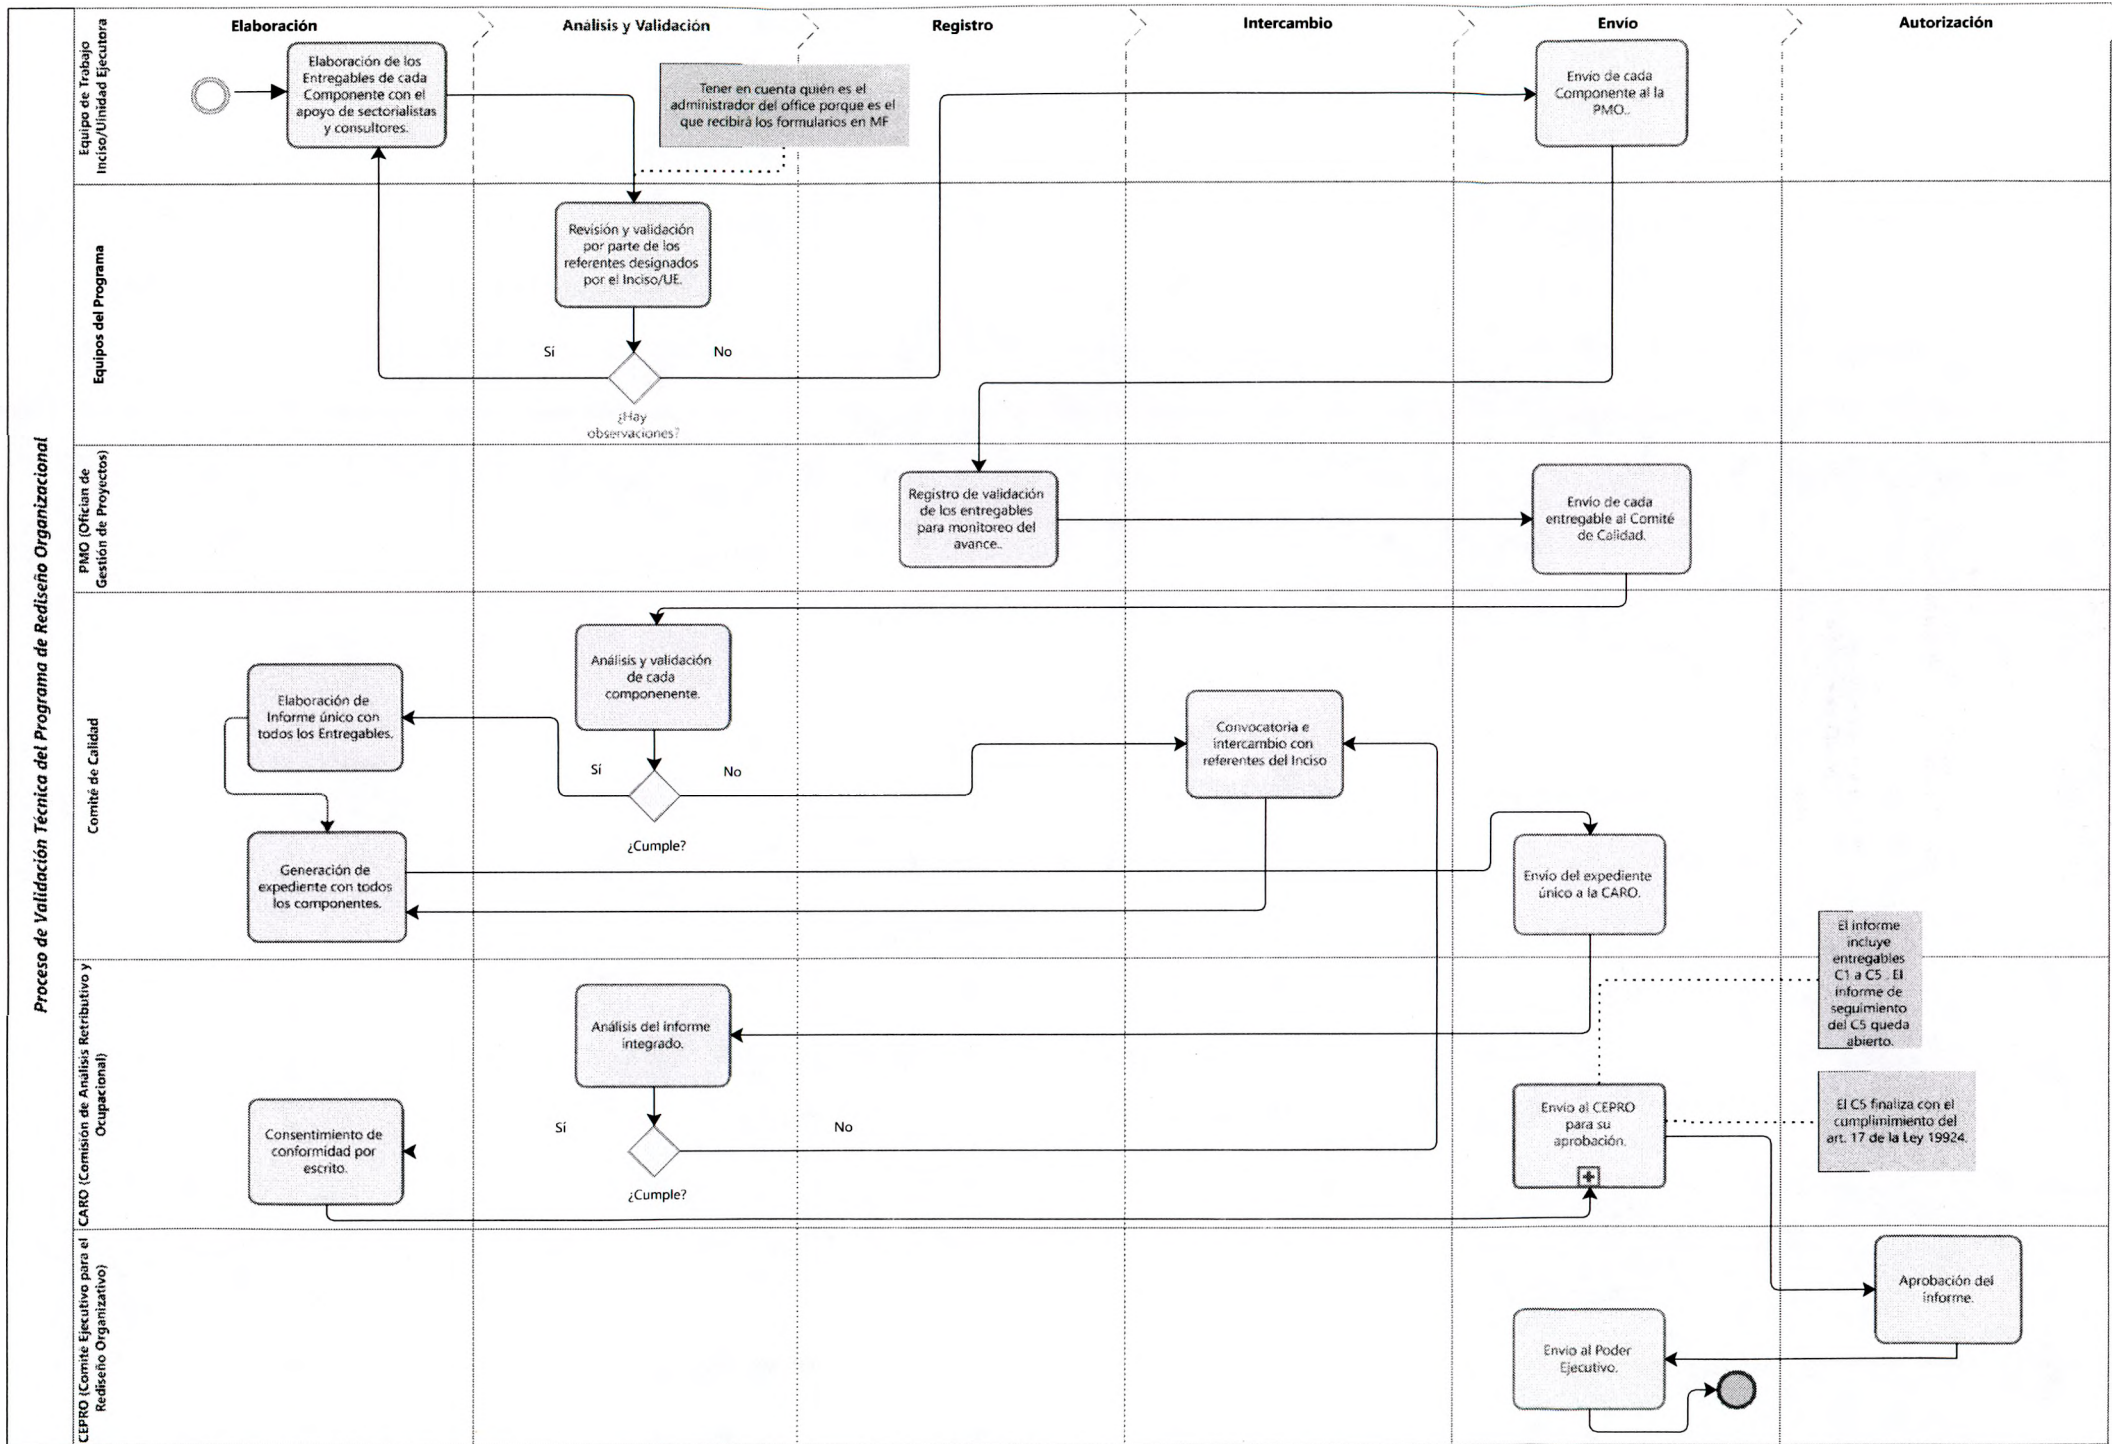 Proceso de Validación Técnica del Programa de Rediseño Organizacional
Elaboración
Análisis y Validación
Registro
Intercambio
Envío
Autorización
Equipo de Trabajo
Inciso/Uinidad Ejecutora
Elaboración de los
Entregables de cada
Componente con el
apoyo de sectorialistas
y consultores.
Tener en cuenta quién es el
administrador del office porque es el
que recibirá los formularios en MF
Envío de cada
Componente al la
PMO..
Equipos del Programa
Revisión y validación
por parte de los
referentes designados
por el Inciso/UE.
Sí
No
¿Hay
observaciones?
PMO (Ofician de
Gestión de Proyectos)
Registro de validación
de los entregables
para monitoreo del
avance..
Envío de cada
entregable al Comité
de Calidad.
Comité de Calidad
Análisis y validación
de cada
componenente.
Elaboración de
Informe único con
todos los Entregables.
Convocatoria e
intercambio con
referentes del Inciso
Sí
No
¿Cumple?
Generación de
expediente con todos
los componentes.
Envío del expediente
único a la CARO.
El informe
incluye
entregables
C1 a C5 . El
informe de
seguimiento
del C5 queda
abierto.
CARO (Comisión de Análisis Retributivo y
Ocupacional)
Análisis del informe
integrado.
Consentimiento de
conformidad por
escrito.
Sí
No
¿Cumple?
Envío al CEPRO
para su
aprobación.
El C5 finaliza con el
cumplimimiento del
art. 17 de la Ley 19924.
CEPRO (Comité Ejecutivo para el
Rediseño Organizativo)
Aprobación del
informe.
Envío al Poder
Ejecutivo.